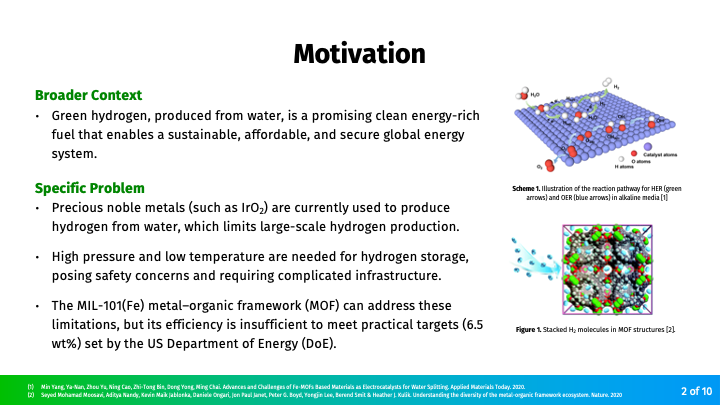 Motivation
Broader Context
• Green hydrogen, produced from water, is a promising clean energy-rich
fuel that enables a sustainable, affordable, and secure global energy
system.
Specific Problem
• Precious noble metals (such as IrO₂) are currently used to produce
hydrogen from water, which limits large-scale hydrogen production.
• High pressure and low temperature are needed for hydrogen storage,
posing safety concerns and requiring complicated infrastructure.
• The MIL-101(Fe) metal–organic framework (MOF) can address these
limitations, but its efficiency is insufficient to meet practical targets (6.5
wt%) set by the US Department of Energy (DoE).
H₂
H₂O
H₂O
O₂
Catalyst atoms
O atoms
H atoms
Scheme 1. Illustration of the reaction pathway for HER (green
arrows) and OER (blue arrows) in alkaline media [1]
Figure 1. Stacked H₂ molecules in MOF structures [2].
(1) Min Yang, Ya-Nan, Zhou Yu, Ning Cao, Zhi-Tong Bin, Dong Yong, Ming Chai. Advances and Challenges of Fe-MOFs Based Materials as Electrocatalysts for Water Splitting. Applied Materials Today. 2020.
(2) Seyed Mohamad Moosavi, Aditya Nandy, Kevin Maik Jablonka, Daniele Ongari, Jon Paul Janet, Peter G. Boyd, Yongjin Lee, Berend Smit & Heather J. Kulik. Understanding the diversity of the metal-organic framework ecosystem. Nature. 2020
2 of 10